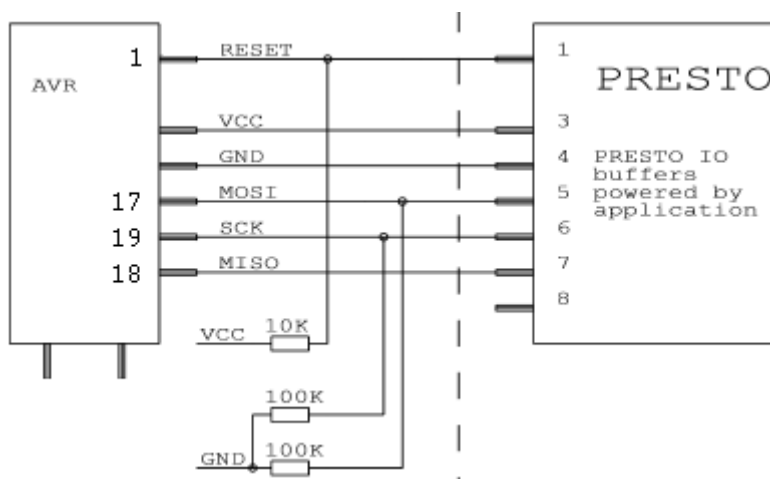 1 RESET 1
PRESTO
AVR
VCC 3
GND 4 PRESTO IO
buffers
17 MOSI 5 powered by
application
19 SCK 6
18 MISO 7
8
VCC 10K
100K
GND 100K